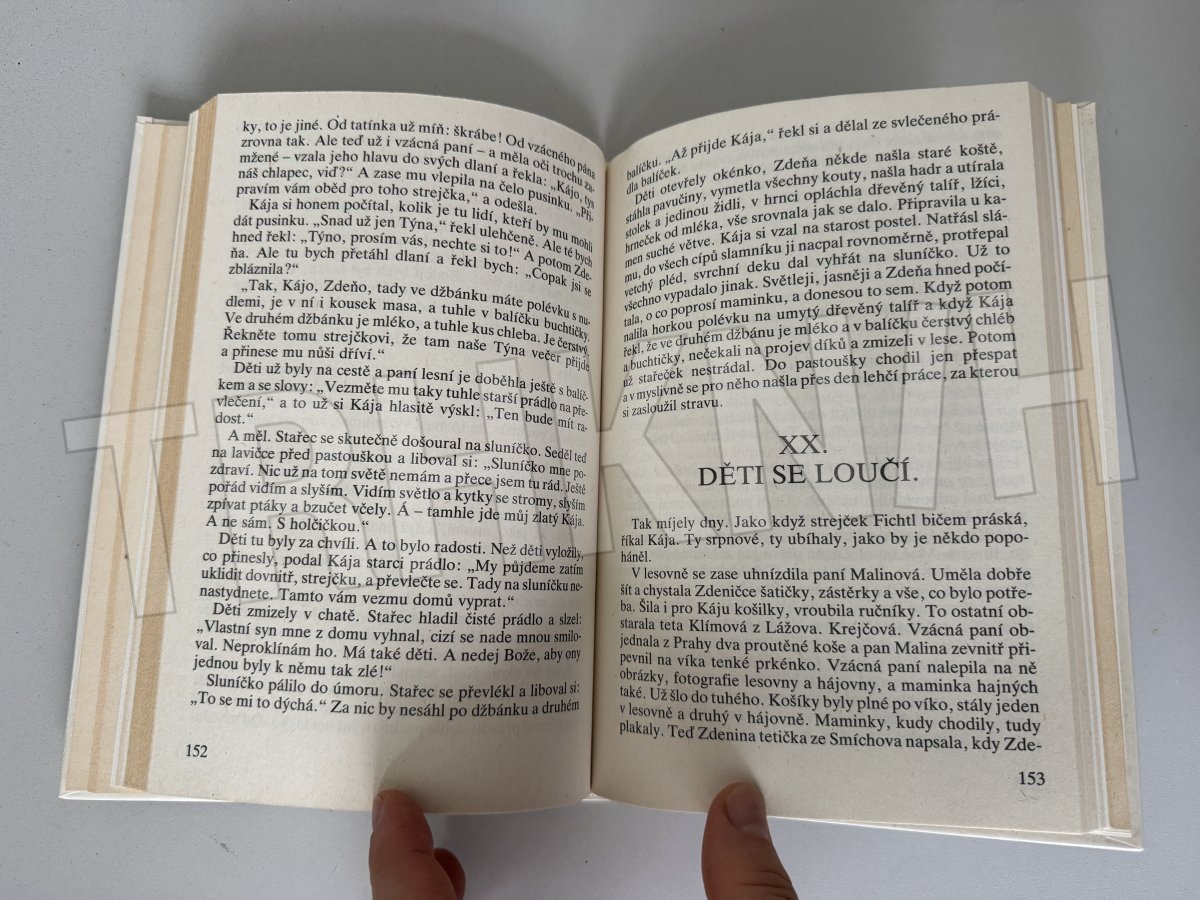 ky, to je jiné. Od tatínka už míň: škrábe! Od vzácného pána
zrovna tak. Ale teď už i vzácná paní – a měla oči trochu za-
mžené – vzala jeho hlavu do svých dlaní a řekla: „Kájo, tys
náš chlapec, viď?“ A zase mu vlepila na čelo pusinku. „Při-
pravím vám oběd pro toho strejčka,“ a odešla.
Kája si honem počítal, kolik je tu lidí, kteří by mu mohli
dát pusinku. „Snad už jen Týna,“ řekl ulehčeně. Ale té bych
hned řekl: „Týno, prosím vás, nechte si to!“ A potom Zde-
ňa. Ale tu bych přetáhl dlaní a řekl bych: „Copak jsi se
zbláznila?“
„Tak, Kájo, Zdeňo, tady ve džbánku máte polévku s nu-
dlemi, je v ní i kousek masa, a tuhle v balíčku buchtičky.
Ve druhém džbánku je mléko, a tuhle kus chleba. Je čerstvý.
Řekněte tomu strejčkovi, že tam naše Týna večer přijde
a přinese mu nůši dříví.“
Děti už byly na cestě a paní lesní je doběhla ještě s balíč-
kem a se slovy: „Vezměte mu taky tuhle starší prádlo na pře-
vlečení,“ a to už si Kája hlasitě výskl: „Ten bude mít ra-
dost.“
A měl. Stařec se skutečně došoural na sluníčko. Seděl teď
na lavičce před pastouškou a liboval si: „Sluníčko mne po-
zdraví. Nic už na tom světě nemám a přece jsem tu rád. Ještě
pořád vidím a slyším. Vidím světlo a kytky se stromy, slyším
zpívat ptáky a bzučet včely. Á – tamhle jde můj zlatý Kája.
A ne sám. S holčičkou.“
Děti tu byly za chvíli. A to bylo radosti. Než děti vyložily,
co přinesly, podal Kája starci prádlo: „My půjdeme zatím
uklidit dovnitř, strejčku, a převlečte se. Tady na sluníčku ne-
nastydnete. Tamto vám vezmu domů vyprat.“
Děti zmizely v chatě. Stařec hladil čisté prádlo a slzel:
„Vlastní syn mne z domu vyhnal, cizí se nade mnou smilo-
val. Neproklínám ho. Má také děti. A nedej Bože, aby ony
jednou byly k němu tak zlé!“
Sluníčko pálilo do úmoru. Stařec se převlékl a liboval si:
„To se mi to dýchá.“ Za nic by nesáhl po džbánku a druhém
152
balíčku. „Až přijde Kája,“ řekl si a dělal ze svlečeného prá-
dla balíček.
Děti otevřely okénko, Zdeňa někde našla staré koště,
stáhla pavučiny, vymetla všechny kouty, našla hadr a utírala
stolek a jedinou židli, v hrnci opláchla dřevěný talíř, lžíci,
hrneček od mléka, vše srovnala jak se dalo. Připravila u ka-
men suché větve. Kája si vzal na starost postel. Natřásl slá-
mu, do všech cípů slamníku ji nacpal rovnoměrně, protřepal
vetchý pléd, svrchní deku dal vyhřát na sluníčko. Už to
všechno vypadalo jinak. Světleji, jasněji a Zdeňa hned počí-
tala, o co poprosí maminku, a donesou to sem. Když potom
nalila horkou polévku na umytý dřevěný talíř a když Kája
řekl, že ve druhém džbánu je mléko a v balíčku čerstvý chléb
a buchtičky, nečekali na projev díků a zmizeli v lese. Potom
už stařeček nestrádal. Do pastoušky chodil jen přespat
a v myslivně se pro něho našla přes den lehčí práce, za kterou
si zasloužil stravu.
XX.
DĚTI SE LOUČÍ.
Tak míjely dny. Jako když strejček Fichtl bičem práská,
říkal Kája. Ty srpnové, ty ubíhaly, jako by je někdo popo-
háněl.
V lesovně se zase uhnízdila paní Malinová. Uměla dobře
šít a chystala Zdeničce šatičky, zástěrky a vše, co bylo potře-
ba. Šila i pro Káju košilky, vroubila ručníky. To ostatní ob-
starala teta Klímová z Lážova. Krejčová. Vzácná paní ob-
jednala z Prahy dva proutěné koše a pan Malina zevnitř při-
pevnil na víka tenké prkénko. Vzácná paní nalepila na ně
obrázky, fotografie lesovny a hájovny, a maminka hajných
také. Už šlo do tuhého. Košíky byly plné po víko, stály jeden
v lesovně a druhý v hájovně. Maminky, kudy chodily, tudy
plakaly. Teď Zdenina tetička ze Smíchova napsala, kdy Zde-
153
TRHKNIH